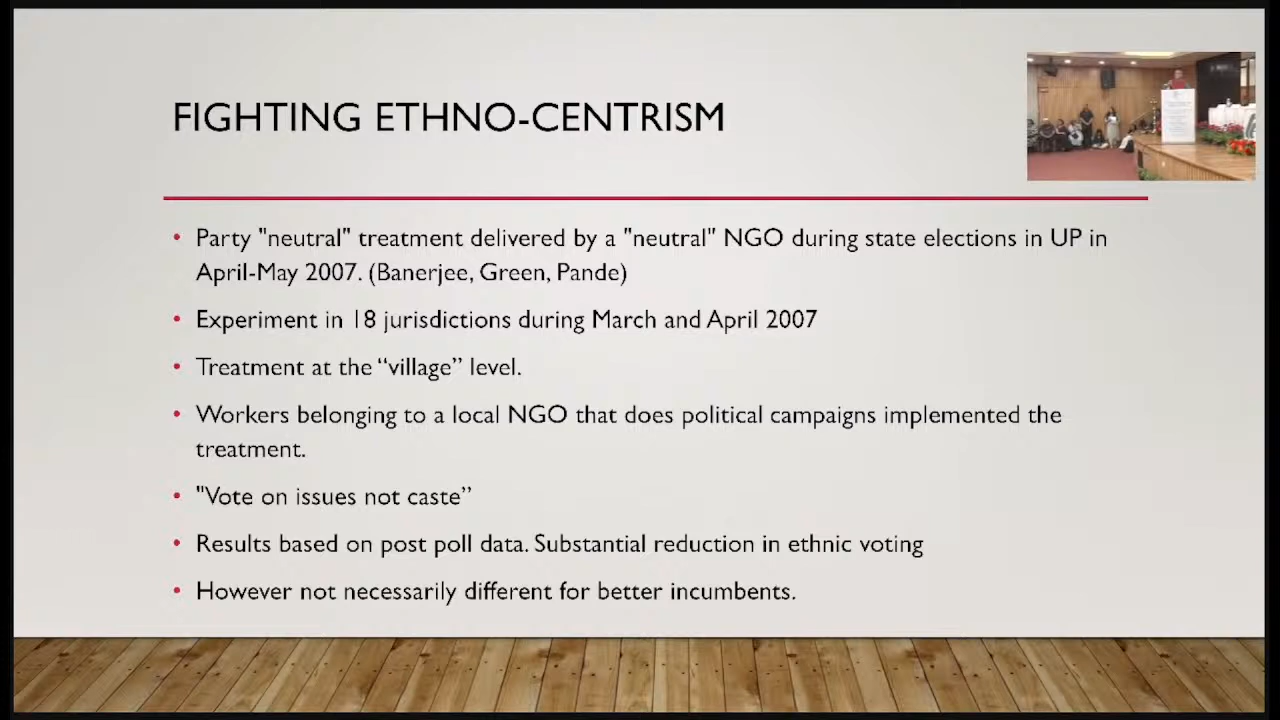 FIGHTING ETHNO-CENTRISM
• Party "neutral" treatment delivered by a "neutral" NGO during state elections in UP in
April-May 2007. (Banerjee, Green, Pande)
• Experiment in 18 jurisdictions during March and April 2007
• Treatment at the “village” level.
• Workers belonging to a local NGO that does political campaigns implemented the
treatment.
• "Vote on issues not caste”
• Results based on post poll data. Substantial reduction in ethnic voting
• However not necessarily different for better incumbents.